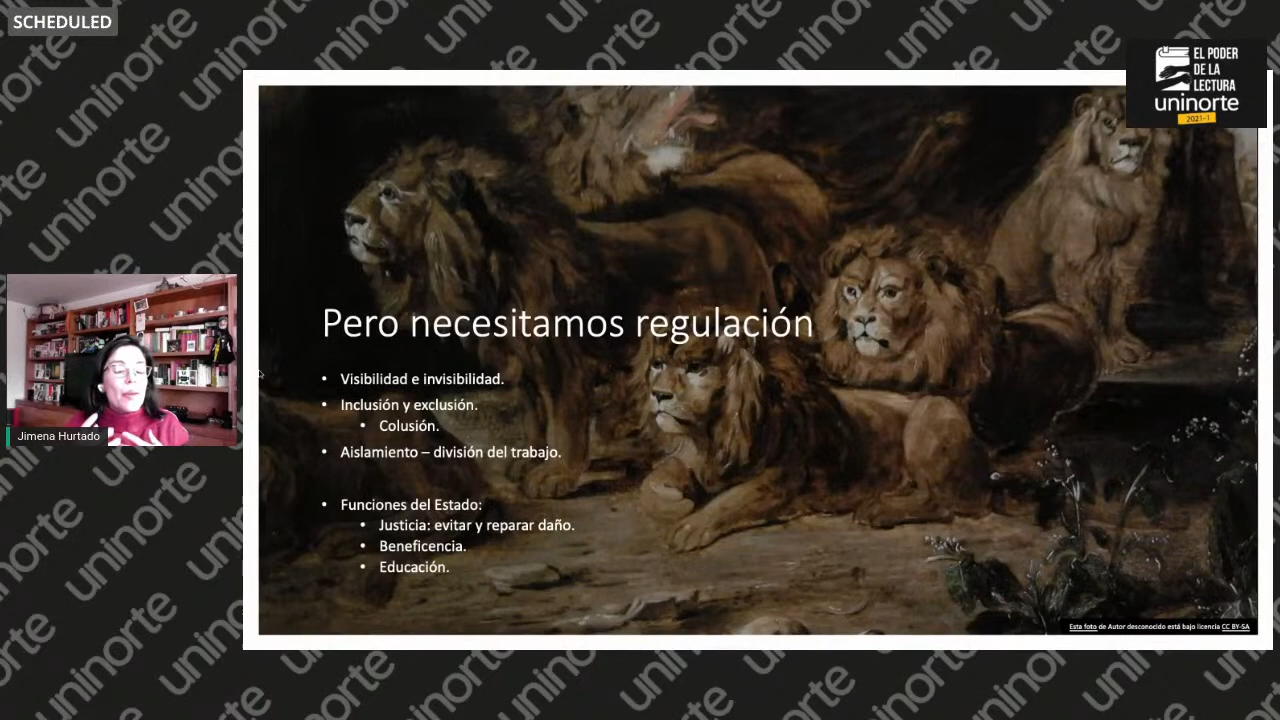 SCHEDULED
EL PODER
DE LA
LECTURA
uninorte
2021-1
Pero necesitamos regulación
• Visibilidad e invisibilidad.
• Inclusión y exclusión.
• Colusión.
• Aislamiento – división del trabajo.
• Funciones del Estado:
• Justicia: evitar y reparar daño.
• Beneficencia.
• Educación.
Jimena Hurtado
Esta foto de Autor desconocido está bajo licencia CC BY-SA
uninorte